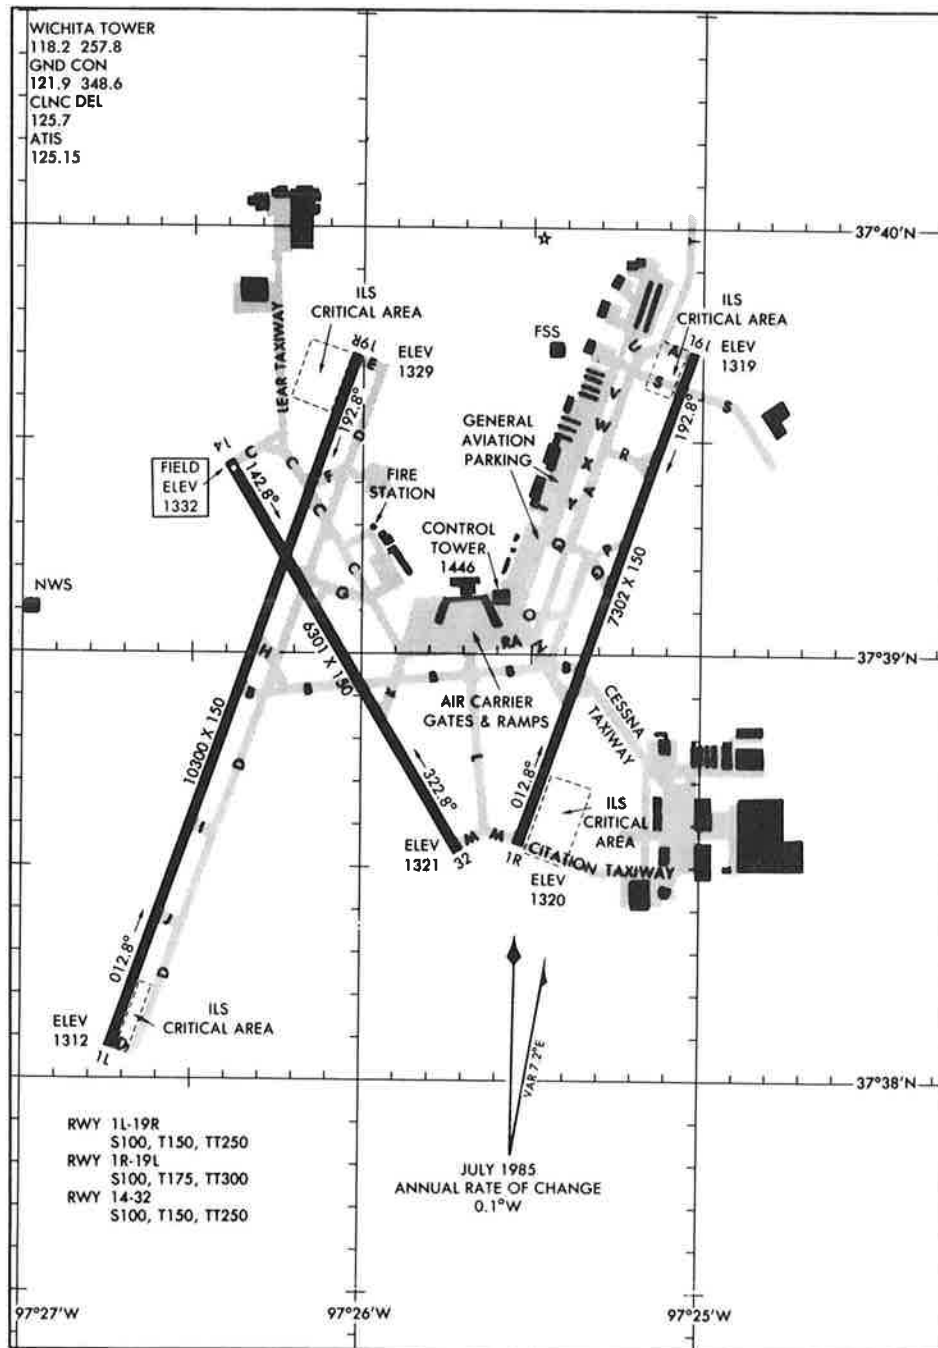 WICHITA TOWER
118.2 257.8
GND CON
121.9 348.6
CLNC DEL
125.7
ATIS
125.15
37°40'N
ILS
CRITICAL AREA
ILS
CRITICAL AREA
FSS
LEAR TAXIWAY
19R
ELEV
1329
19L
ELEV
1319
E
T
U
A
S
J
S
S
192.8°
192.8°
GENERAL
AVIATION
PARKING
V
W
R
X
A
Y
14
FIELD
ELEV
1332
142.8°
C
C
C
C
F
D
G
FIRE
STATION
CONTROL
TOWER
1446
Q
A
Q
O
7302 X 150
NWS
6301 X 150
RA
N
37°39'N
H
B
B
K
B
B
B
AIR CARRIER
GATES & RAMPS
CESSNA
TAXIWAY
10300 X 150
D
I
L
322.8°
012.8°
ILS
CRITICAL
AREA
ELEV
1321
32
M
M
1R
ELEV
1320
CITATION TAXIWAY
J
D
012.8°
ELEV
1312
1L
ILS
CRITICAL AREA
VAR 7.2°E
37°38'N
RWY 1L-19R
S100, T150, TT250
RWY 1R-19L
S100, T175, TT300
RWY 14-32
S100, T150, TT250
JULY 1985
ANNUAL RATE OF CHANGE
0.1°W
97°27'W
97°26'W
97°25'W